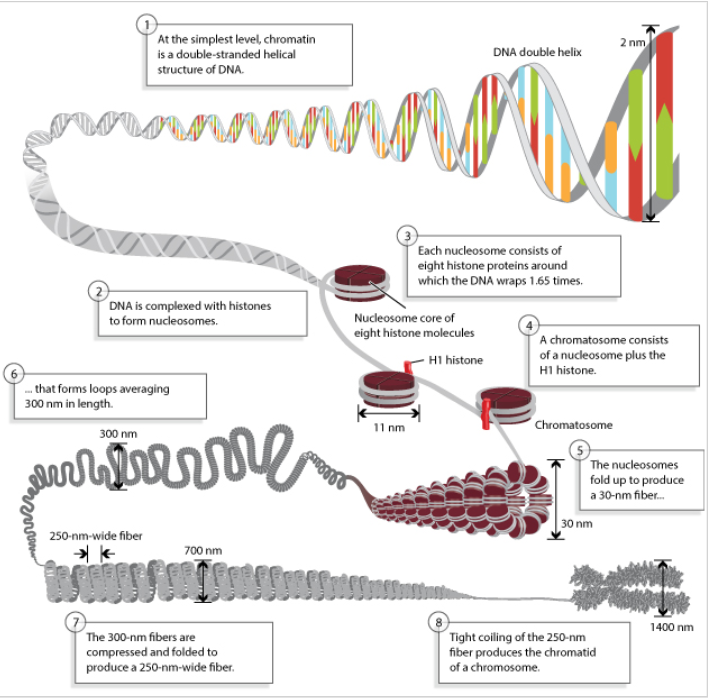 1
At the simplest level, chromatin
is a double-stranded helical
structure of DNA.
DNA double helix
2 nm
3
Each nucleosome consists of
eight histone proteins around
which the DNA wraps 1.65 times.
2
DNA is complexed with histones
to form nucleosomes.
Nucleosome core of
eight histone molecules
4
A chromatosome consists
of a nucleosome plus the
H1 histone.
H1 histone
11 nm
Chromatosome
6
... that forms loops averaging
300 nm in length.
300 nm
5
The nucleosomes
fold up to produce
a 30-nm fiber...
30 nm
250-nm-wide fiber
700 nm
1400 nm
7
The 300-nm fibers are
compressed and folded to
produce a 250-nm-wide fiber.
8
Tight coiling of the 250-nm
fiber produces the chromatid
of a chromosome.